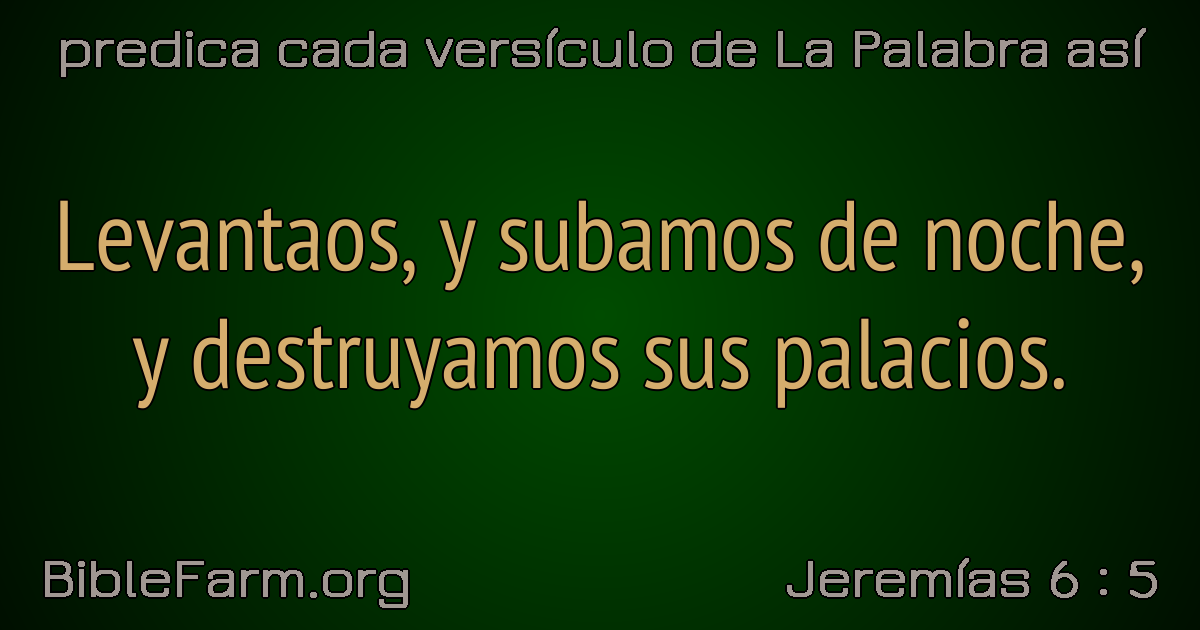 predica cada versículo de La Palabra así
Levantaos, y subamos de noche,
y destruyamos sus palacios.
BibleFarm.org
Jeremías 6 : 5